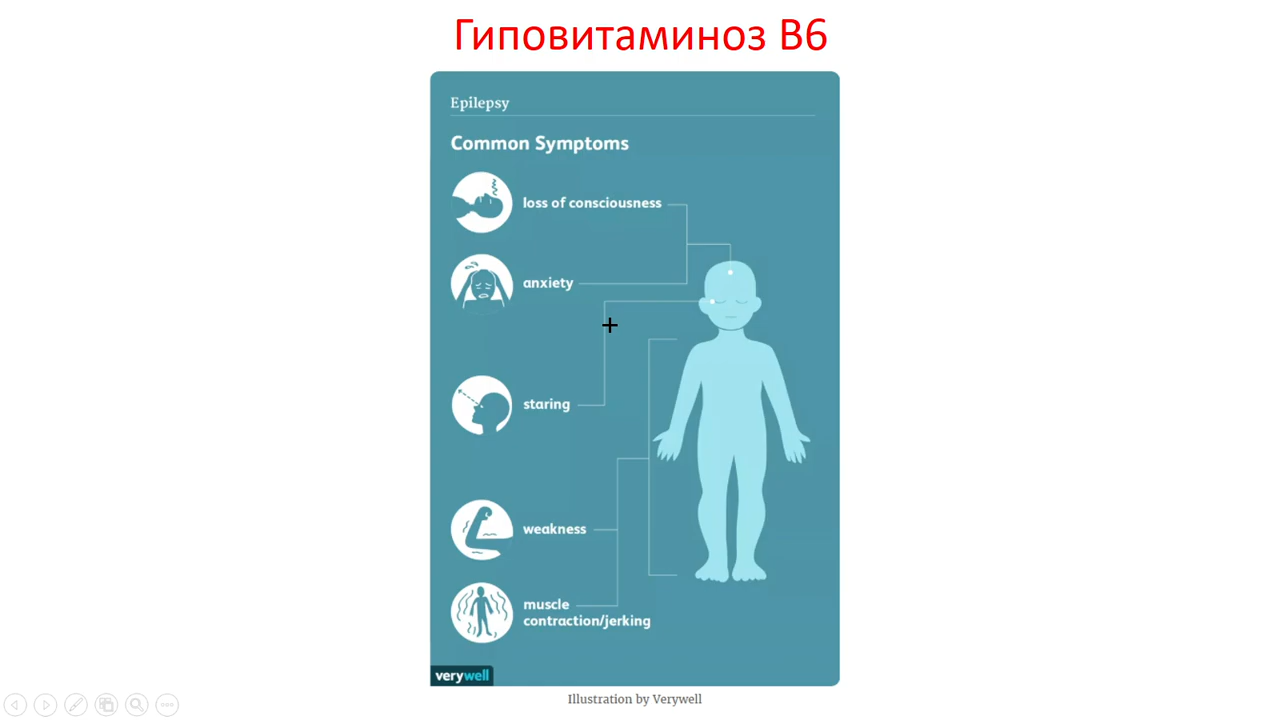 Гиповитаминоз В6
Epilepsy
Common Symptoms
loss of consciousness
anxiety
staring
weakness
muscle
contraction/jerking
verywell
Illustration by Verywell